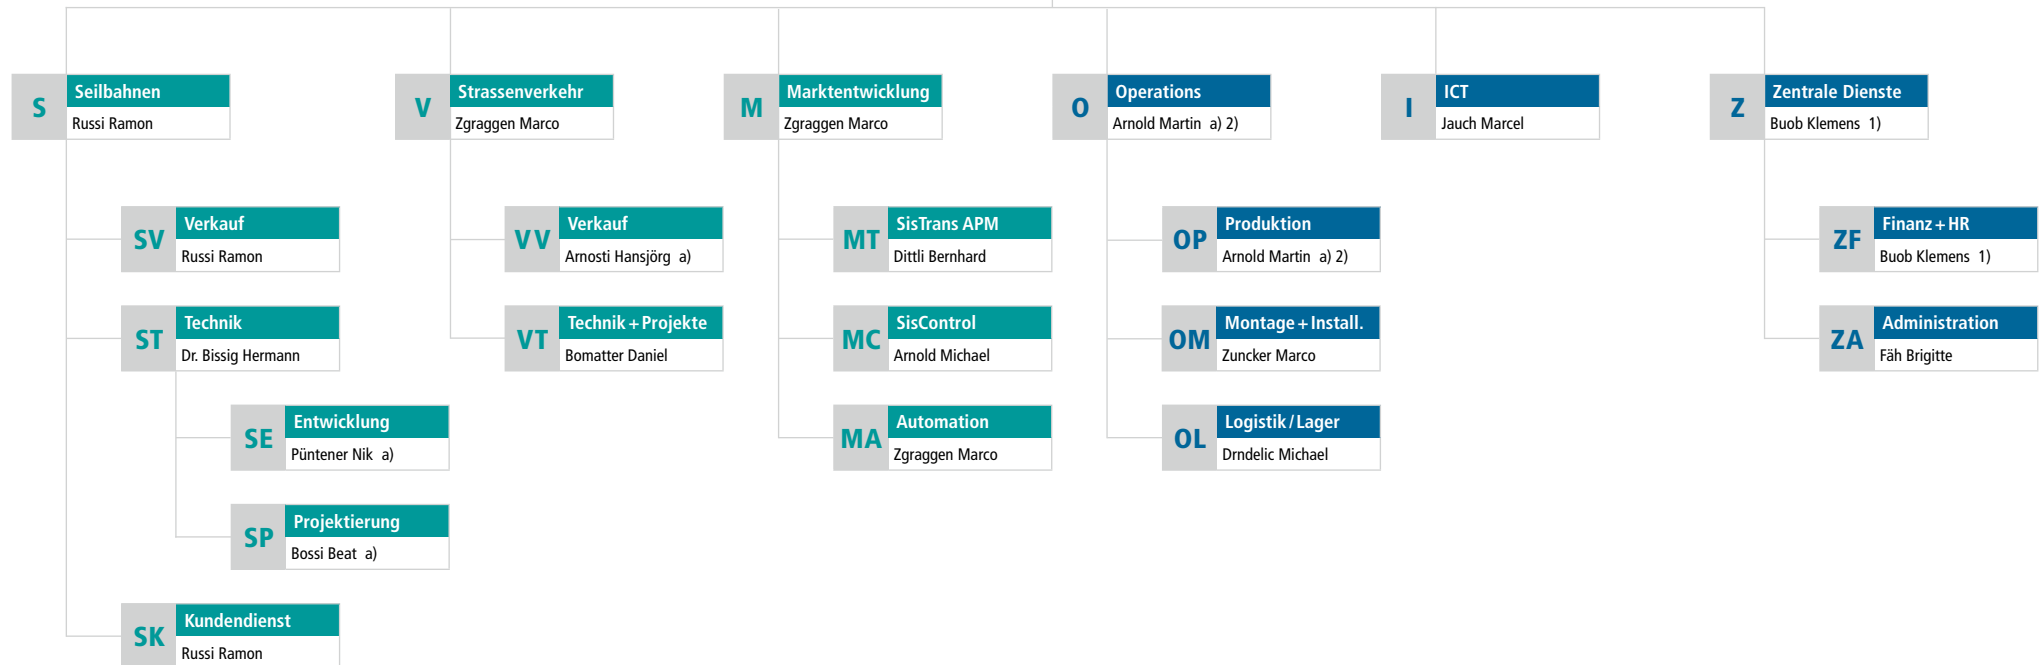 S
Seilbahnen
Russi Ramon
V
Strassenverkehr
Zgraggen Marco
M
Marktentwicklung
Zgraggen Marco
O
Operations
Arnold Martin a) 2)
I
ICT
Jauch Marcel
Z
Zentrale Dienste
Buob Klemens 1)
SV
Verkauf
Russi Ramon
VV
Verkauf
Arnosti Hansjörg a)
MT
SisTrans APM
Dittli Bernhard
OP
Produktion
Arnold Martin a) 2)
ZF
Finanz + HR
Buob Klemens 1)
ST
Technik
Dr. Bissig Hermann
VT
Technik + Projekte
Bomatter Daniel
MC
SisControl
Arnold Michael
OM
Montage + Install.
Zuncker Marco
ZA
Administration
Fäh Brigitte
SE
Entwicklung
Püntener Nik a)
MA
Automation
Zgraggen Marco
OL
Logistik / Lager
Drndelic Michael
SP
Projektierung
Bossi Beat a)
SK
Kundendienst
Russi Ramon